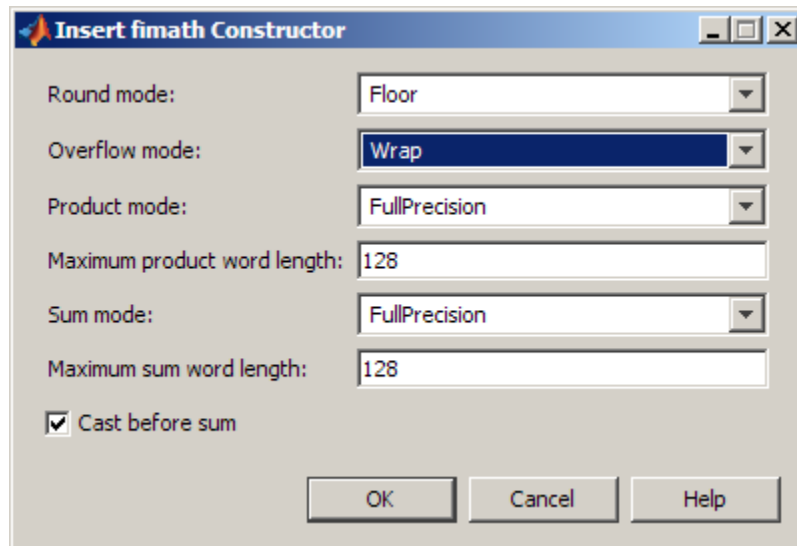 Insert fimath Constructor
Round mode: Floor
Overflow mode: Wrap
Product mode: FullPrecision
Maximum product word length: 128
Sum mode: FullPrecision
Maximum sum word length: 128
Cast before sum
OK Cancel Help